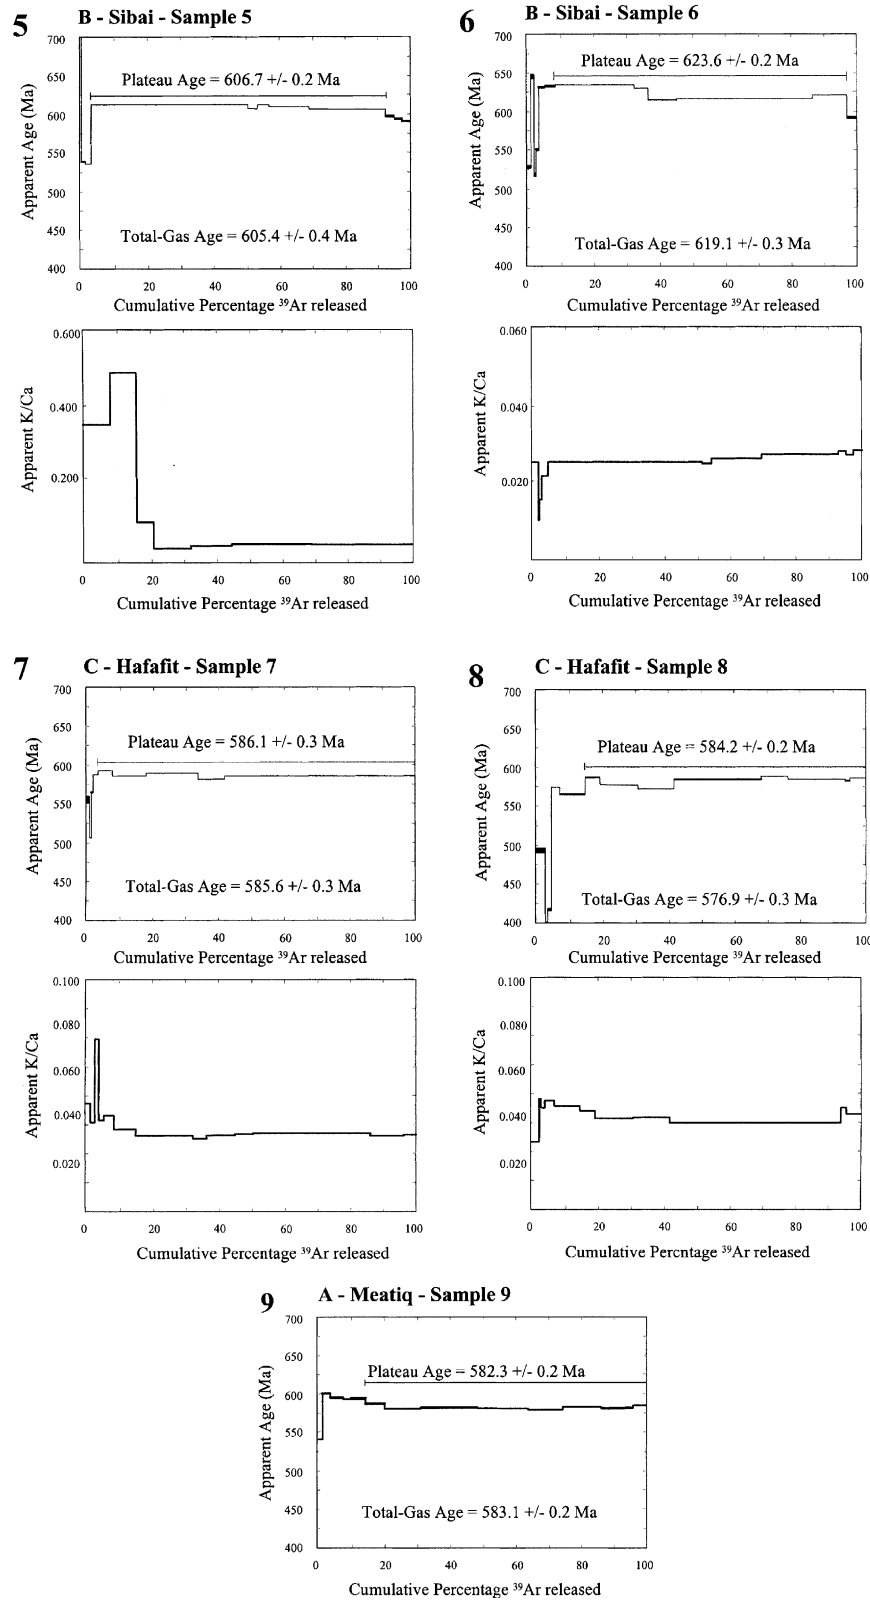 5
B - Sibai - Sample 5
700
650
600
550
500
450
400
Apparent Age (Ma)
Plateau Age = 606.7 +/- 0.2 Ma
Total-Gas Age = 605.4 +/- 0.4 Ma
0 20 40 60 80 100
Cumulative Percentage ³⁹Ar released
0.600
0.400
0.200
Apparent K/Ca
0 20 40 60 80 100
Cumulative Percentage ³⁹Ar released
6
B - Sibai - Sample 6
700
650
600
550
500
450
400
Apparent Age (Ma)
Plateau Age = 623.6 +/- 0.2 Ma
Total-Gas Age = 619.1 +/- 0.3 Ma
0 20 40 60 80 100
Cumulative Percentage ³⁹Ar released
0.060
0.040
0.020
Apparent K/Ca
0 20 40 60 80 100
Cumulative Percentage ³⁹Ar released
7
C - Hafafit - Sample 7
700
650
600
550
500
450
400
Apparent Age (Ma)
Plateau Age = 586.1 +/- 0.3 Ma
Total-Gas Age = 585.6 +/- 0.3 Ma
0 20 40 60 80 100
Cumulative Percentage ³⁹Ar released
0.100
0.080
0.060
0.040
0.020
Apparent K/Ca
0 20 40 60 80 100
Cumulative Percentage ³⁹Ar released
8
C - Hafafit - Sample 8
700
650
600
550
500
450
400
Apparent Age (Ma)
Plateau Age = 584.2 +/- 0.2 Ma
Total-Gas Age = 576.9 +/- 0.3 Ma
0 20 40 60 80 100
Cumulative Percentage ³⁹Ar released
0.100
0.080
0.060
0.040
0.020
Apparent K/Ca
0 20 40 60 80 100
Cumulative Percentage ³⁹Ar released
9
A - Meatiq - Sample 9
700
650
600
550
500
450
400
Apparent Age (Ma)
Plateau Age = 582.3 +/- 0.2 Ma
Total-Gas Age = 583.1 +/- 0.2 Ma
0 20 40 60 80 100
Cumulative Percentage ³⁹Ar released